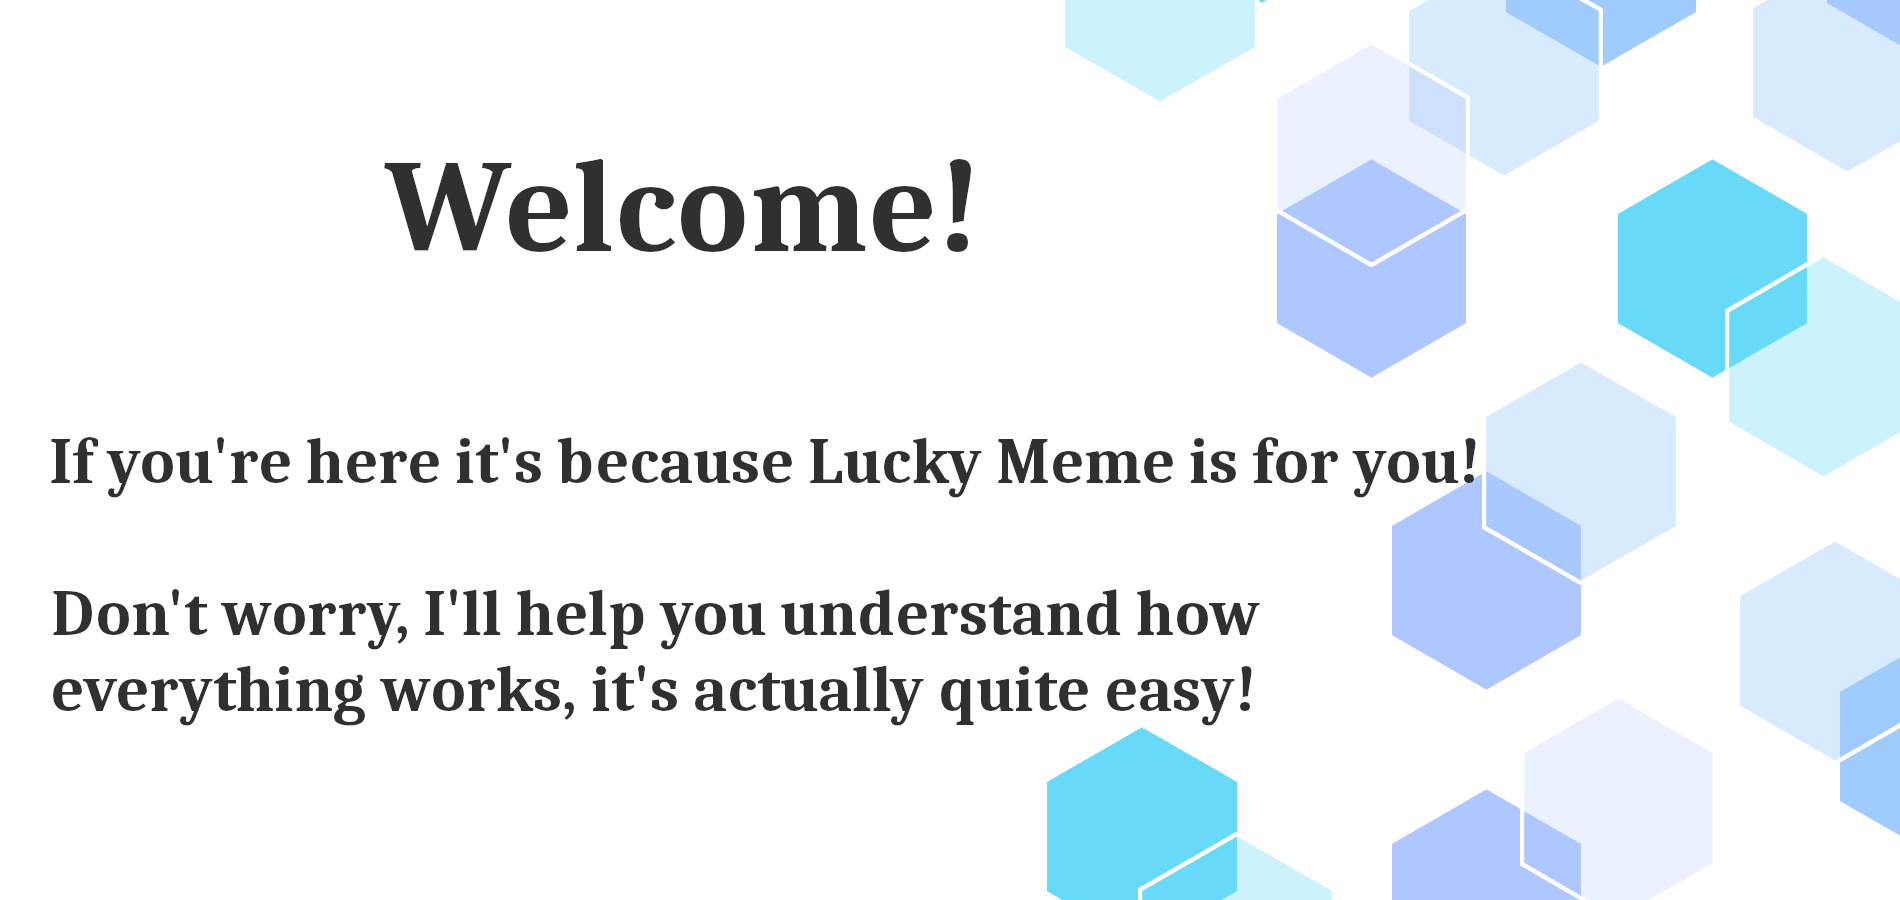 Welcome!
If you're here it's because Lucky Meme is for you!
Don't worry, I'll help you understand how
everything works, it's actually quite easy!